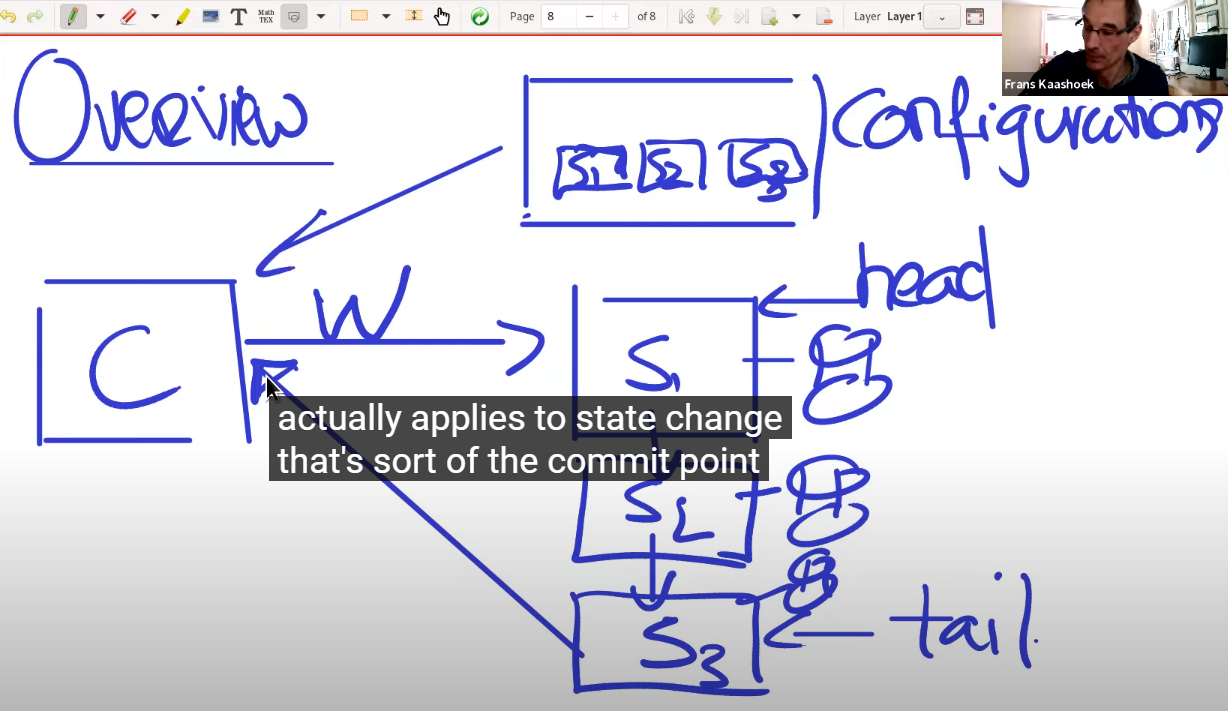 T Math TEX Page 8 of 8 Layer Layer 1
Frans Kaashoek
Overview
Configurations
S1 S2 S3
head
C
W
S1
actually applies to state change
that's sort of the commit point
S2
S3
tail